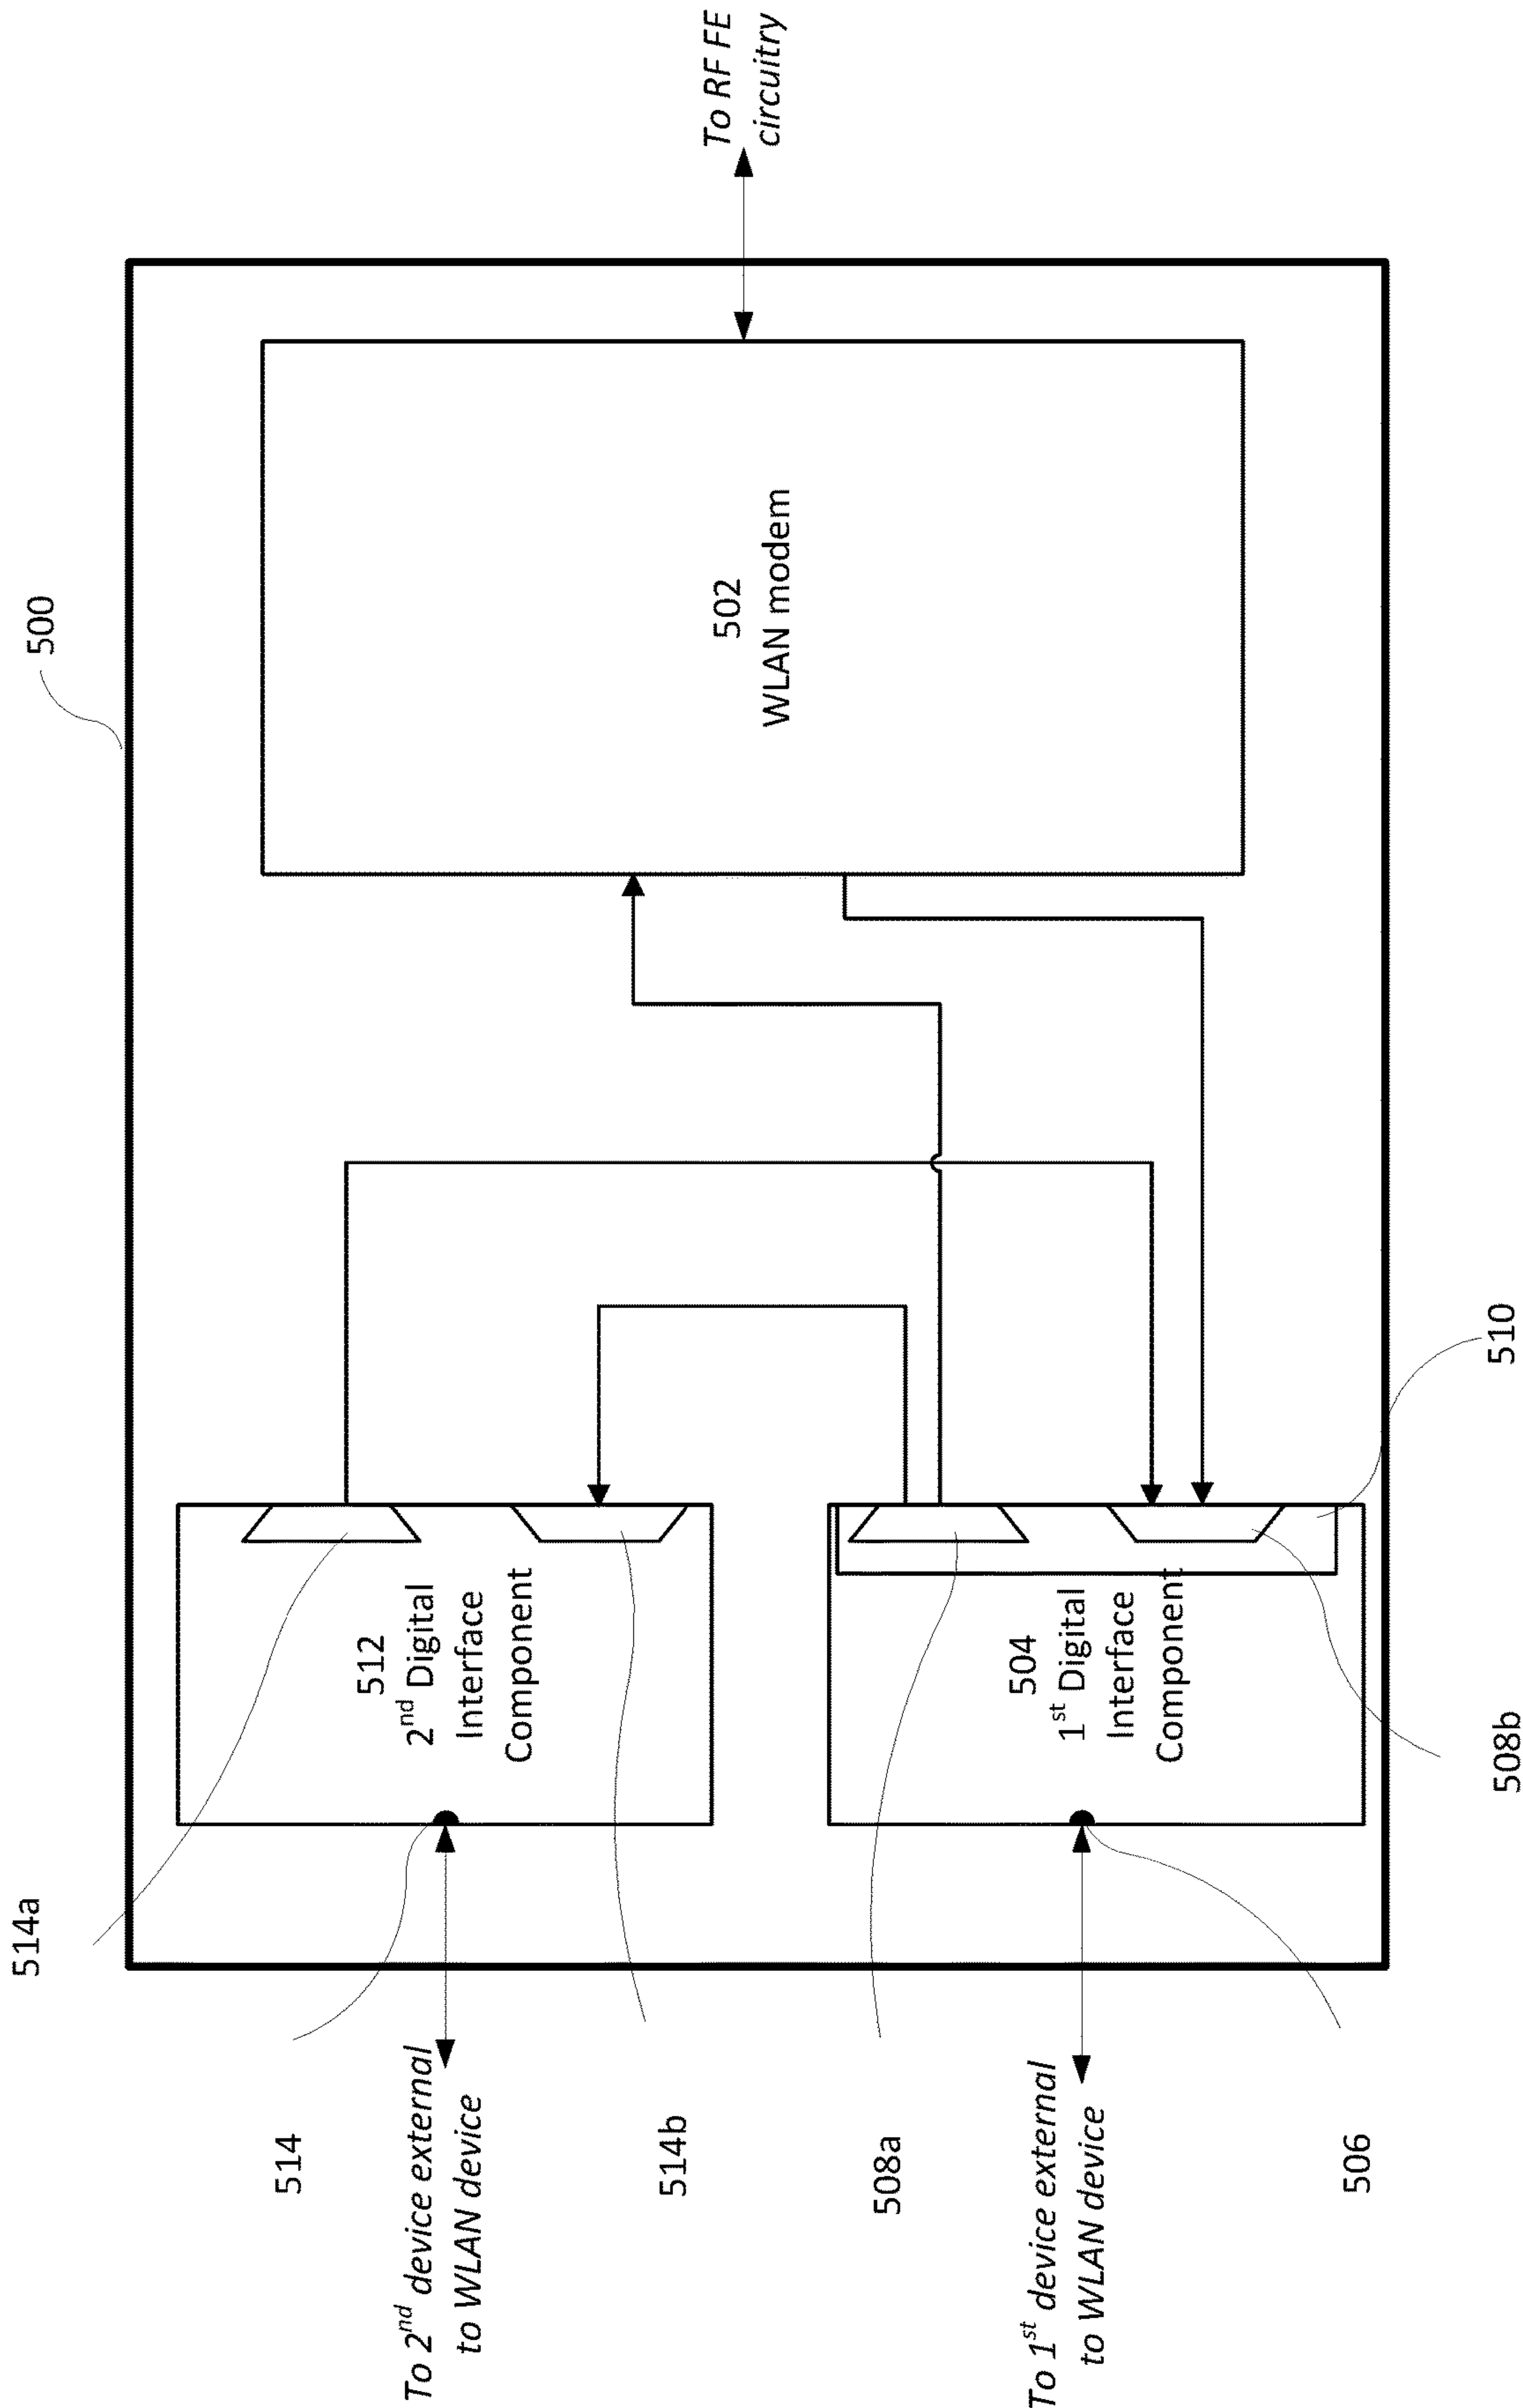 500
514a
514
To 2nd device external
to WLAN device
512
2nd Digital
Interface
Component
514b
508a
504
1st Digital
Interface
Component
To 1st device external
to WLAN device
506
508b
510
502
WLAN modem
To RF FE
circuitry